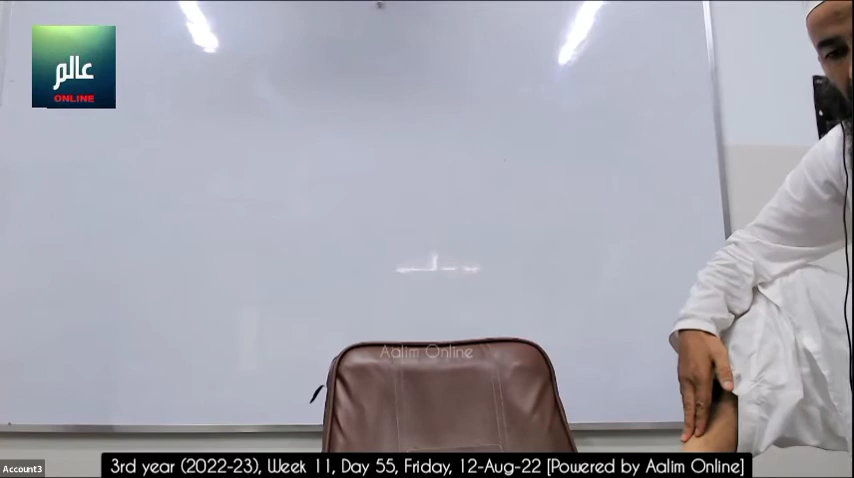 عالم
ONLINE
Aalim Online
Account3
3rd year (2022-23), Week 11, Day 55, Friday, 12-Aug-22 [Powered by Aalim Online]